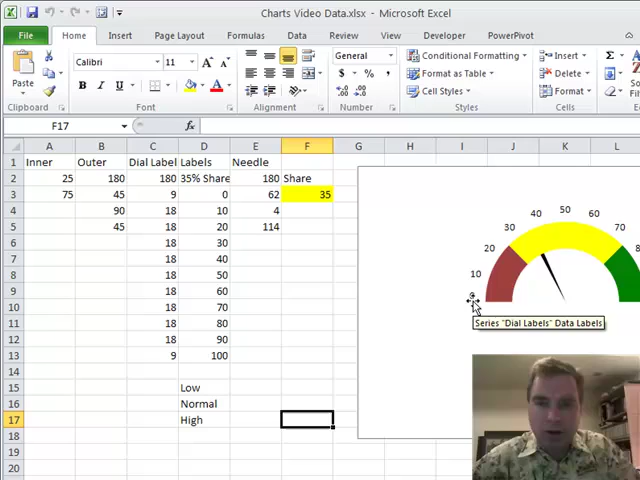 Charts Video Data.xlsx - Microsoft Excel
File Home Insert Page Layout Formulas Data Review View Developer PowerPivot
Calibri 11 Conditional Formatting Insert
Paste Format as Table Delete
B I U $ % , Cell Styles Format
Clipboard Font Alignment Number Styles Cells
F17 fx
A B C D E F G H I J K L
1 Inner Outer Dial Label Labels Needle
2 25 180 180 35% Share 180 Share
3 75 45 9 0 62 35
4 90 18 10 4
5 45 18 20 114
6 18 30
7 18 40
8 18 50
9 18 60
10 18 70
11 18 80
12 18 90
13 9 100
14
15 Low
16 Normal
17 High
18
19
20
0 10 20 30 40 50 60 70 80
Series "Dial Labels" Data Labels